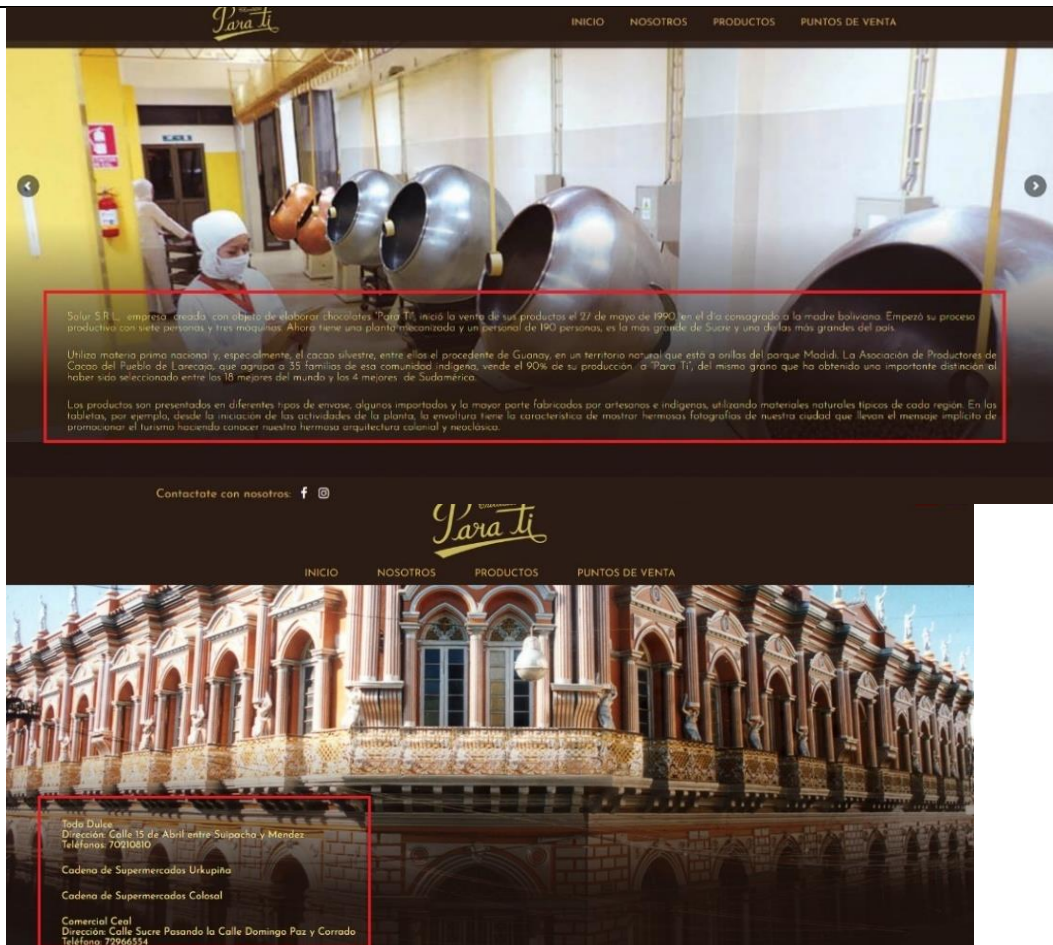 Para Ti
INICIO NOSOTROS PRODUCTOS PUNTOS DE VENTA
Solur S.R.L., empresa creada con objeto de elaborar chocolates "Para Ti", inició la venta de sus productos el 27 de mayo de 1990, en el día consagrado a la madre boliviana. Empezó su proceso
productivo con siete personas y tres máquinas. Ahora tiene una planta mecanizada y un personal de 190 personas, es la más grande de Sucre y una de las más grandes del país.
Utiliza materia prima nacional y, especialmente, el cacao silvestre, entre ellos el procedente de Guanay, en un territorio natural que está a orillas del parque Madidi. La Asociación de Productores de
Cacao del Pueblo de Larecaja, que agrupa a 35 familias de esa comunidad indígena, vende el 90% de su producción a "Para Ti", del mismo grano que ha obtenido una importante distinción al
haber sido seleccionado entre los 18 mejores del mundo y los 4 mejores de Sudamérica.
Los productos son presentados en diferentes tipos de envase, algunos importados y la mayor parte fabricados por artesanos e indígenas, utilizando materiales naturales típicos de cada región. En las
tabletas, por ejemplo, desde la iniciación de las actividades de la planta, la envoltura tiene la característica de mostrar hermosas fotografías de nuestra ciudad que llevan el mensaje implícito de
promocionar el turismo haciendo conocer nuestra hermosa arquitectura colonial y neoclásica.
Contactate con nosotros:
Para Ti
INICIO NOSOTROS PRODUCTOS PUNTOS DE VENTA
Todo Dulce
Dirección: Calle 15 de Abril entre Suipacha y Mendez
Teléfonos: 70210810
Cadena de Supermercados Urkupiña
Cadena de Supermercados Colosal
Comercial Ceal
Dirección: Calle Sucre Pasando la Calle Domingo Paz y Corrado
Teléfono: 72966554